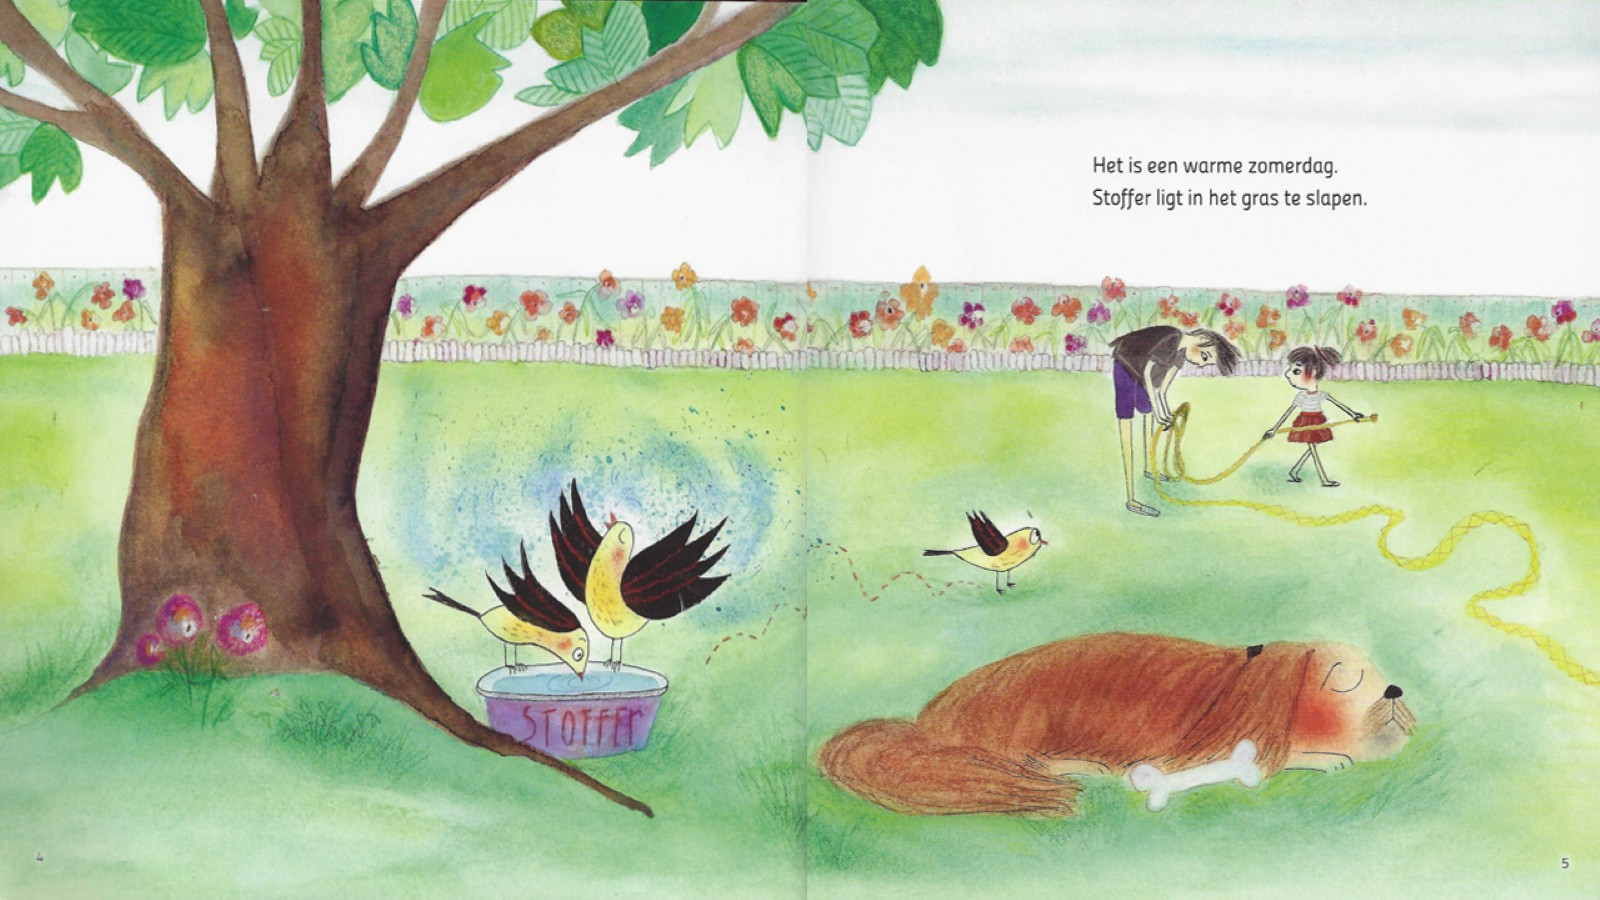 Het is een warme zomerdag.
Stoffer ligt in het gras te slapen.
STOFFER
4
5